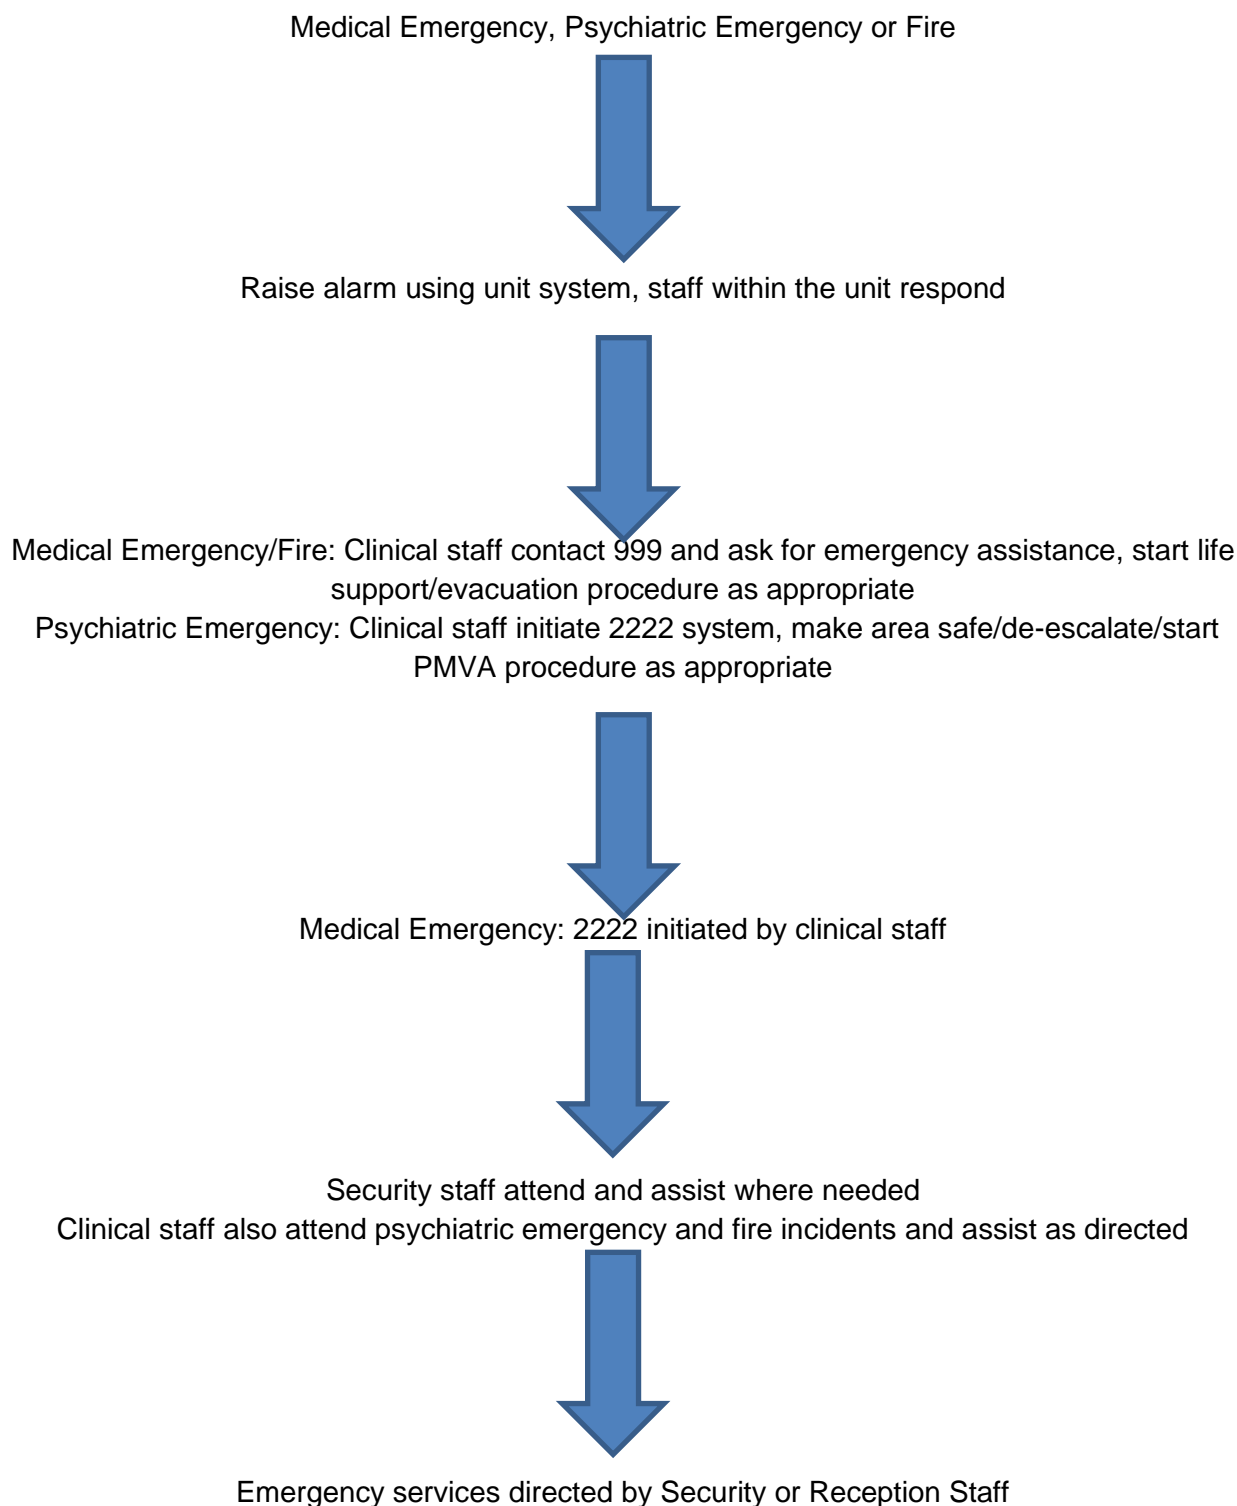 Medical Emergency, Psychiatric Emergency or Fire
Raise alarm using unit system, staff within the unit respond
Medical Emergency/Fire: Clinical staff contact 999 and ask for emergency assistance, start life
support/evacuation procedure as appropriate
Psychiatric Emergency: Clinical staff initiate 2222 system, make area safe/de-escalate/start
PMVA procedure as appropriate
Medical Emergency: 2222 initiated by clinical staff
Security staff attend and assist where needed
Clinical staff also attend psychiatric emergency and fire incidents and assist as directed
Emergency services directed by Security or Reception Staff